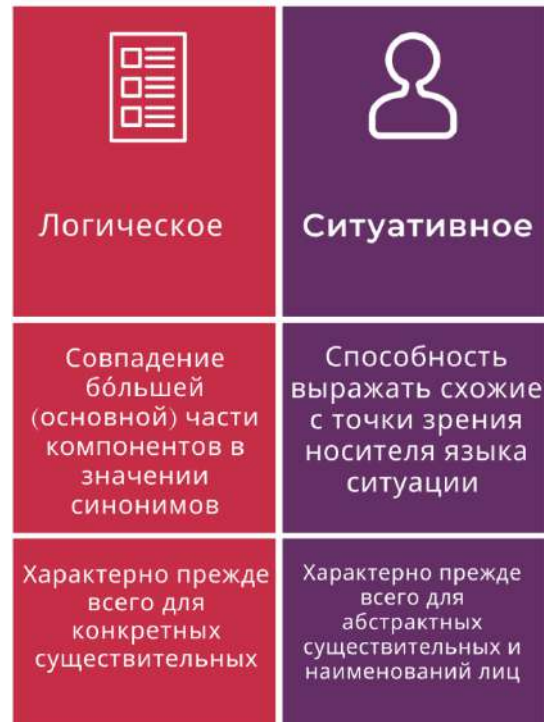 Логическое
Ситуативное
Совпадение
бо́льшей
(основной) части
компонентов в
значении
синонимов
Способность
выражать схожие
с точки зрения
носителя языка
ситуации
Характерно прежде
всего для
конкретных
существительных
Характерно прежде
всего для
абстрактных
существительных и
наименований лиц